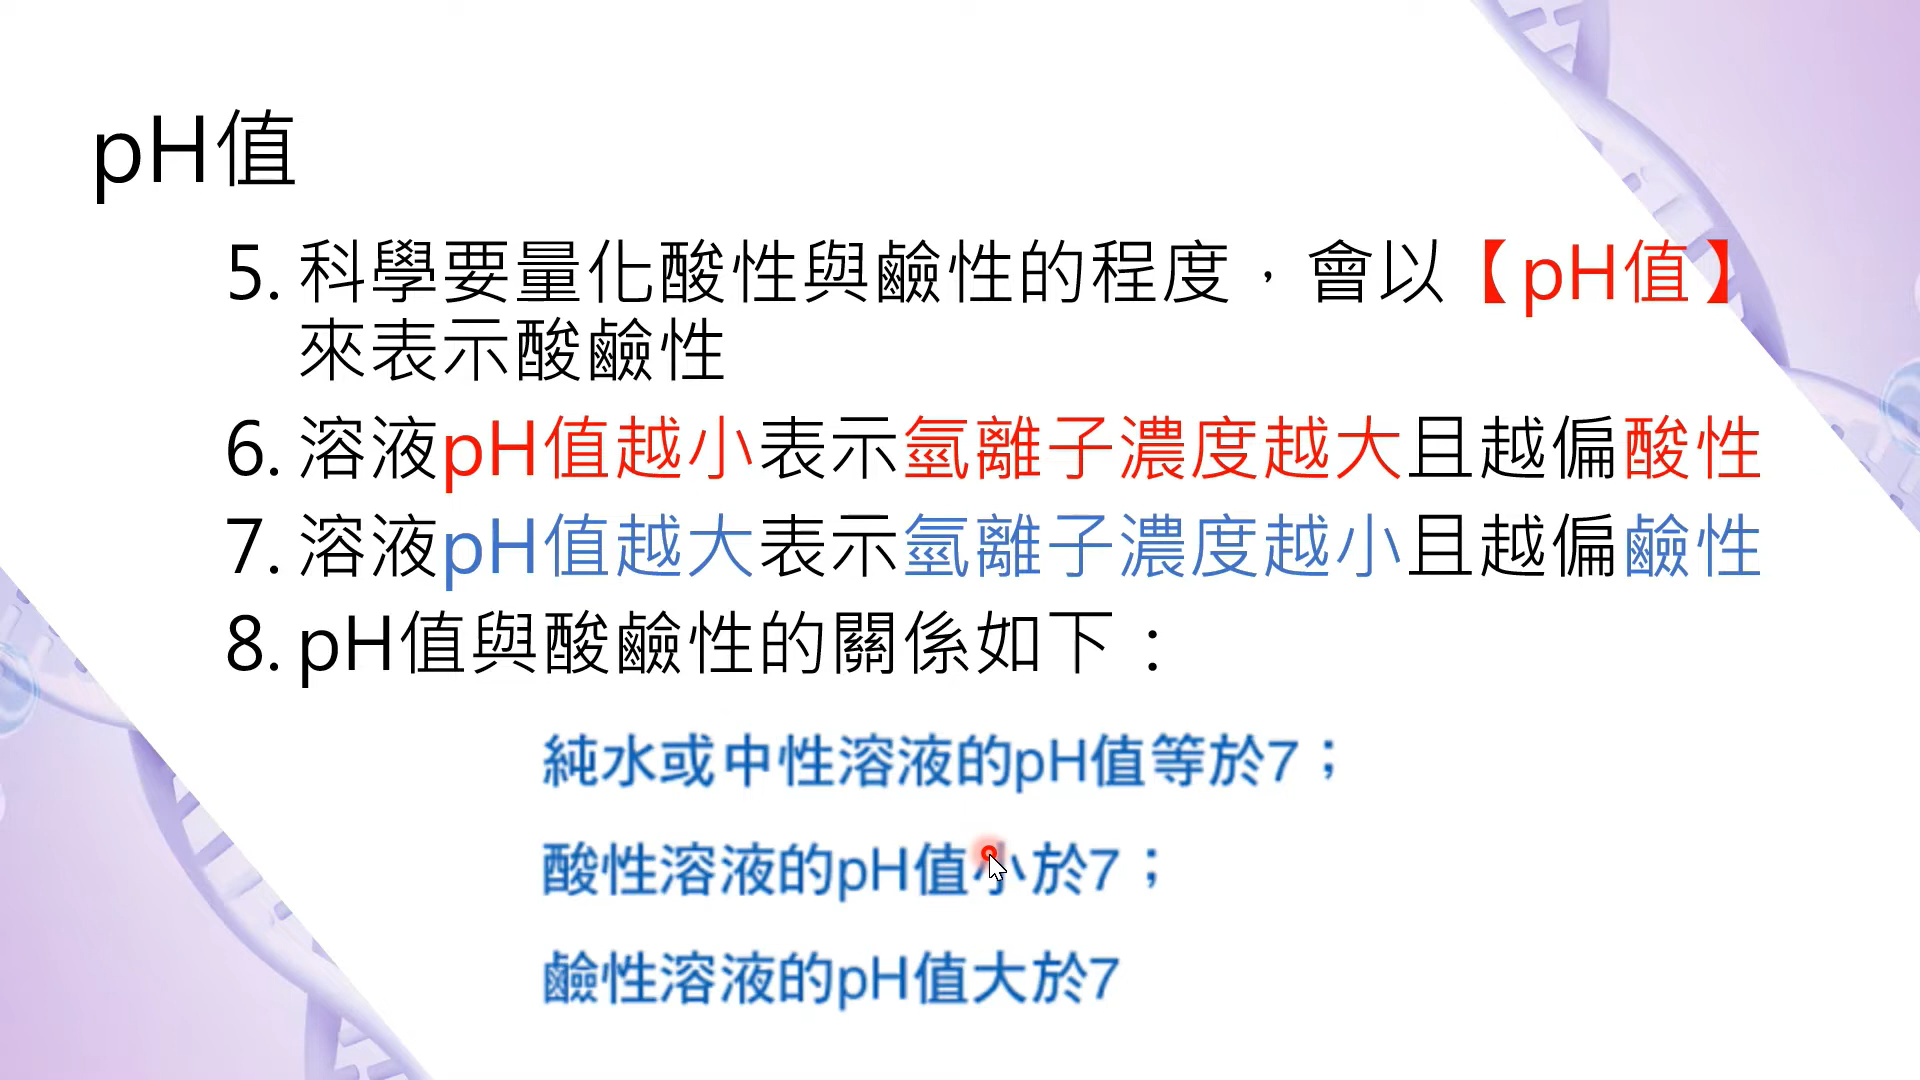 pH值
5. 科學要量化酸性與鹼性的程度，會以【pH值】
來表示酸鹼性
6. 溶液pH值越小表示氫離子濃度越大且越偏酸性
7. 溶液pH值越大表示氫離子濃度越小且越偏鹼性
8. pH值與酸鹼性的關係如下：
純水或中性溶液的pH值等於7；
酸性溶液的pH值小於7；
鹼性溶液的pH值大於7